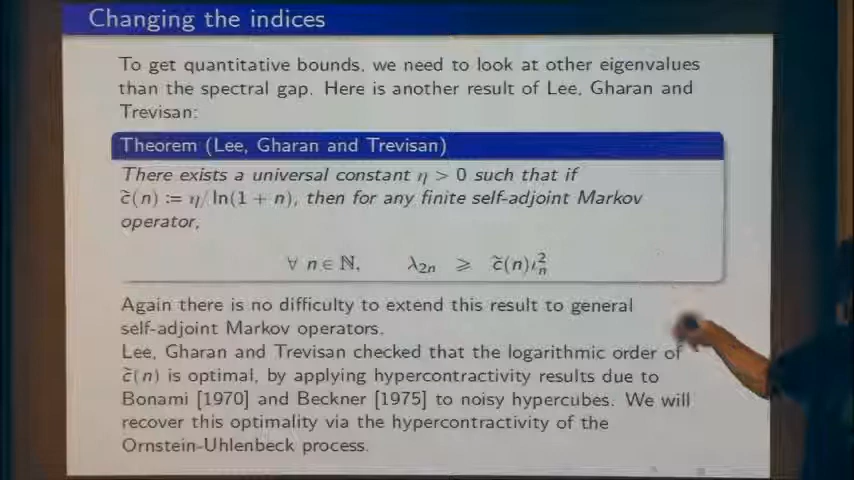 Changing the indices
To get quantitative bounds, we need to look at other eigenvalues
than the spectral gap. Here is another result of Lee, Gharan and
Trevisan:
Theorem (Lee, Gharan and Trevisan)
There exists a universal constant η > 0 such that if
c̃(n) := η/ ln(1 + n), then for any finite self-adjoint Markov
operator,
∀ n ∈ ℕ, λ₂ₙ ⩾ c̃(n)ιₙ²
Again there is no difficulty to extend this result to general
self-adjoint Markov operators.
Lee, Gharan and Trevisan checked that the logarithmic order of
c̃(n) is optimal, by applying hypercontractivity results due to
Bonami [1970] and Beckner [1975] to noisy hypercubes. We will
recover this optimality via the hypercontractivity of the
Ornstein-Uhlenbeck process.